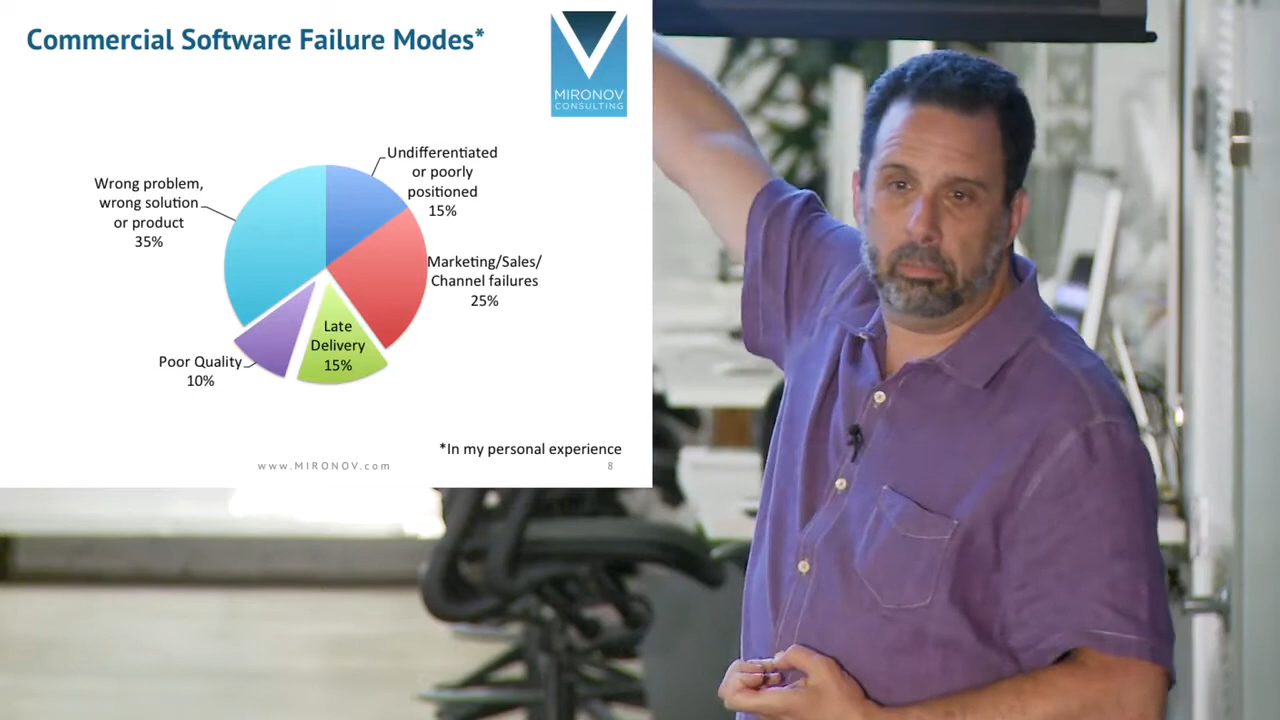 Commercial Software Failure Modes*
MIRONOV
CONSULTING
Undifferentiated
or poorly
positioned
15%
Wrong problem,
wrong solution
or product
35%
Marketing/Sales/
Channel failures
25%
Late
Delivery
15%
Poor Quality
10%
*In my personal experience
www.MIRONOV.com
8